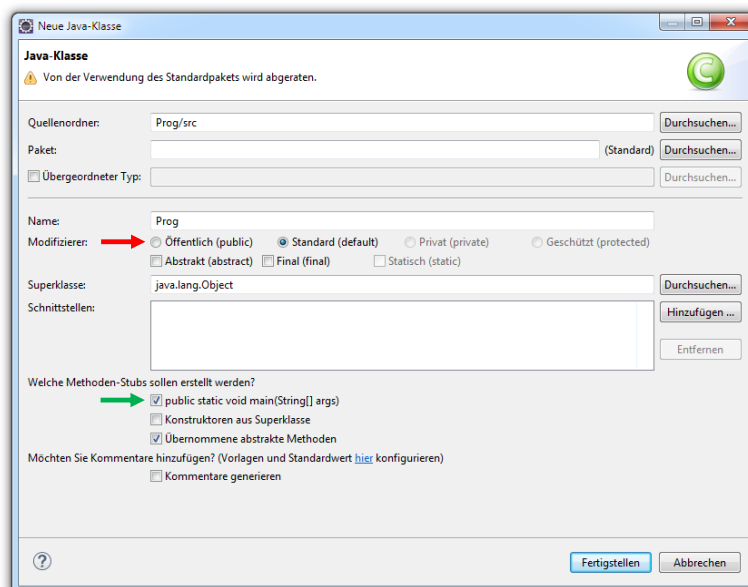 Neue Java-Klasse
Java-Klasse
Von der Verwendung des Standardpakets wird abgeraten.
Quellenordner: Prog/src Durchsuchen...
Paket: (Standard) Durchsuchen...
Übergeordneter Typ: Durchsuchen...
Name: Prog
Modifizierer: Öffentlich (public) Standard (default) Privat (private) Geschützt (protected)
Abstrakt (abstract) Final (final) Statisch (static)
Superklasse: java.lang.Object Durchsuchen...
Schnittstellen: Hinzufügen ...
Entfernen
Welche Methoden-Stubs sollen erstellt werden?
public static void main(String[] args)
Konstruktoren aus Superklasse
Übernommene abstrakte Methoden
Möchten Sie Kommentare hinzufügen? (Vorlagen und Standardwert hier konfigurieren)
Kommentare generieren
? Fertigstellen Abbrechen